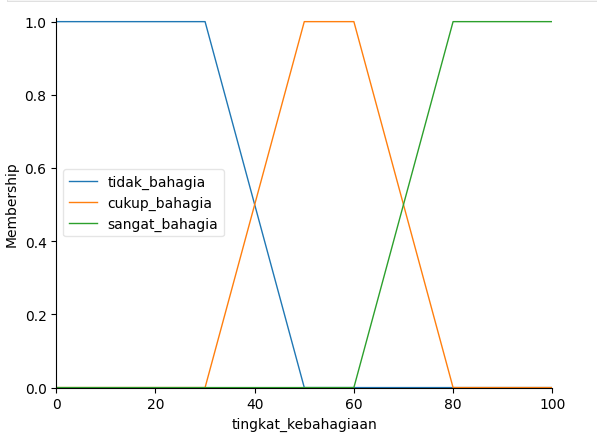 1.0
0.8
0.6
0.4
0.2
0.0
Membership
tidak_bahagia
cukup_bahagia
sangat_bahagia
0 20 40 60 80 100
tingkat_kebahagiaan